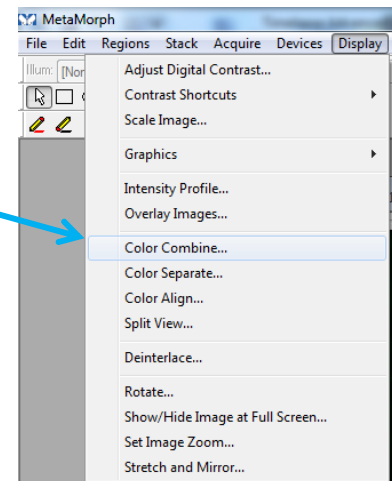 MetaMorph
File Edit Regions Stack Acquire Devices Display
Illum: [Nor
Adjust Digital Contrast...
Contrast Shortcuts
Scale Image...
Graphics
Intensity Profile...
Overlay Images...
Color Combine...
Color Separate...
Color Align...
Split View...
Deinterlace...
Rotate...
Show/Hide Image at Full Screen...
Set Image Zoom...
Stretch and Mirror...